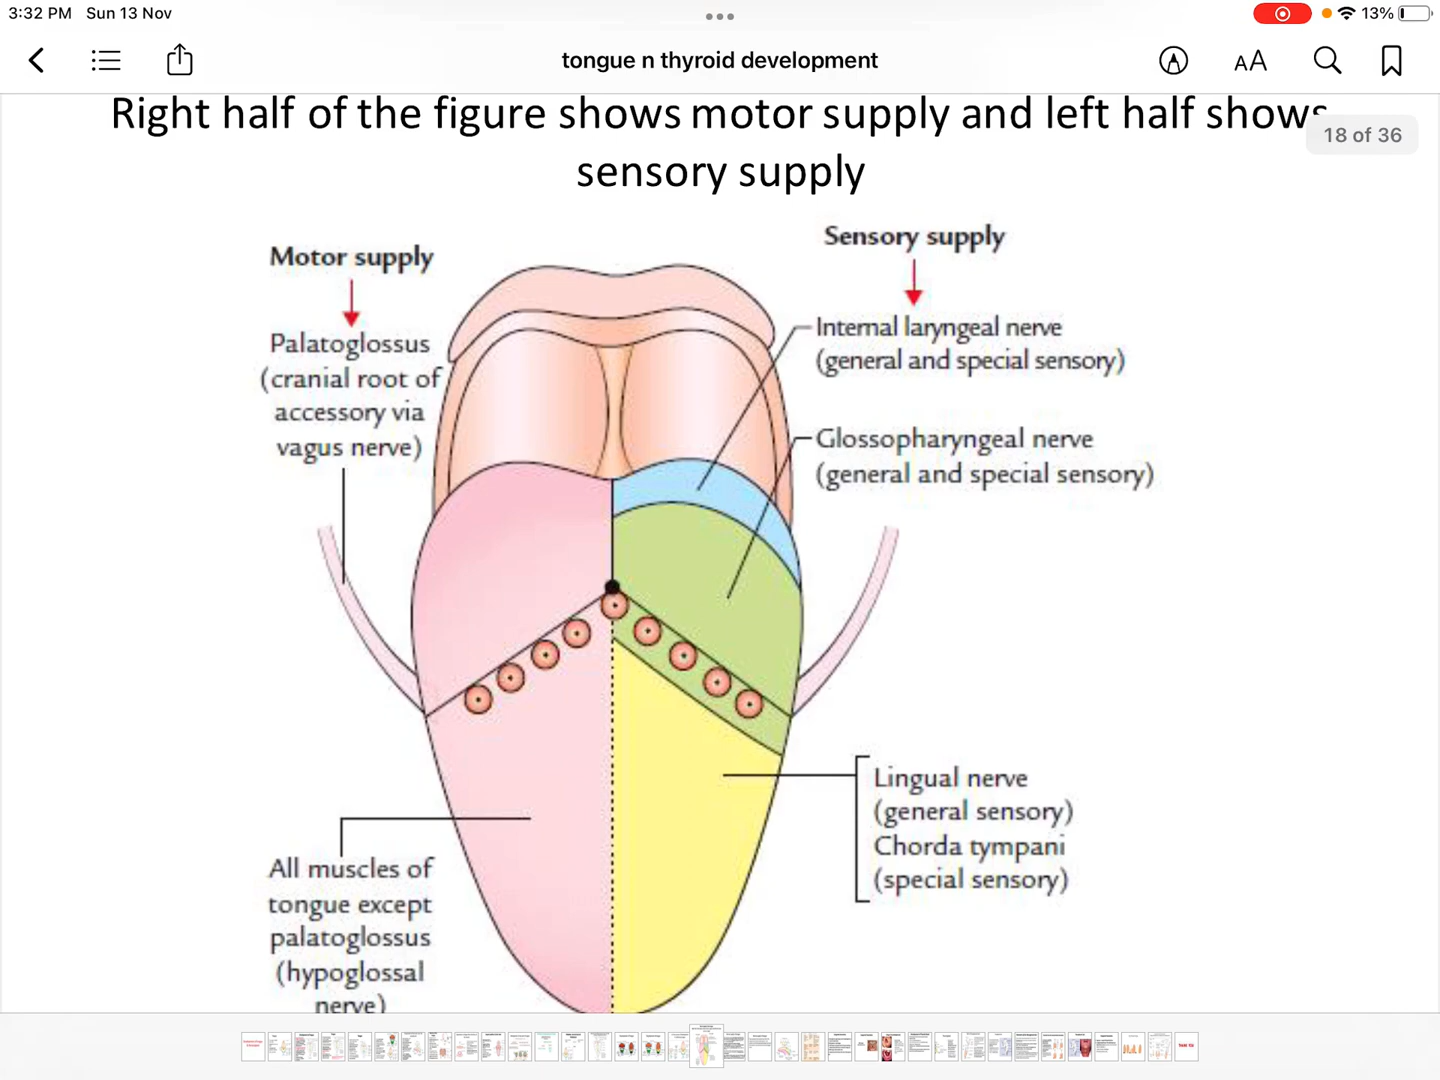 3:32 PM Sun 13 Nov
13%
tongue n thyroid development
AA
Right half of the figure shows motor supply and left half shows
sensory supply
18 of 36
Motor supply
Palatoglossus
(cranial root of
accessory via
vagus nerve)
Sensory supply
Internal laryngeal nerve
(general and special sensory)
Glossopharyngeal nerve
(general and special sensory)
Lingual nerve
(general sensory)
Chorda tympani
(special sensory)
All muscles of
tongue except
palatoglossus
(hypoglossal
nerve)